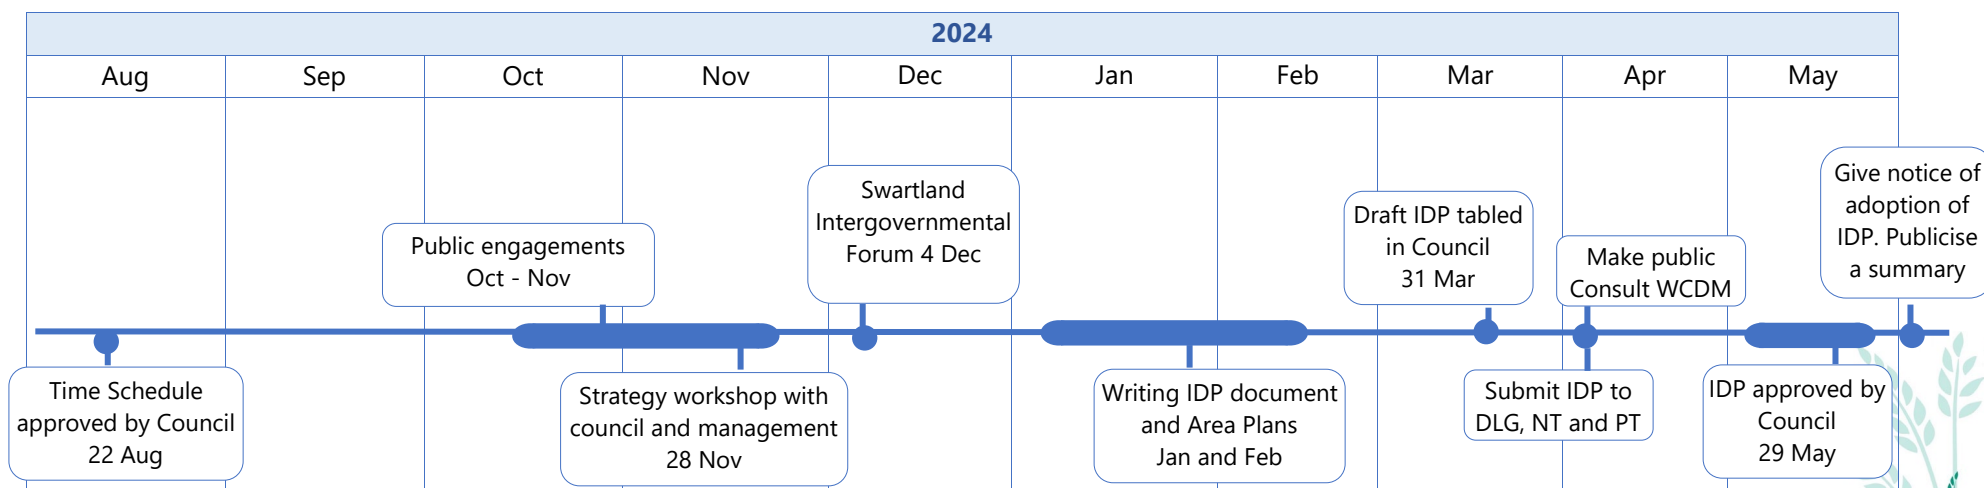 2024
Aug
Sep
Oct
Nov
Dec
Jan
Feb
Mar
Apr
May
Time Schedule
approved by Council
22 Aug
Public engagements
Oct - Nov
Strategy workshop with
council and management
28 Nov
Swartland
Intergovernmental
Forum 4 Dec
Writing IDP document
and Area Plans
Jan and Feb
Draft IDP tabled
in Council
31 Mar
Make public
Consult WCDM
Submit IDP to
DLG, NT and PT
IDP approved by
Council
29 May
Give notice of
adoption of
IDP. Publicise
a summary